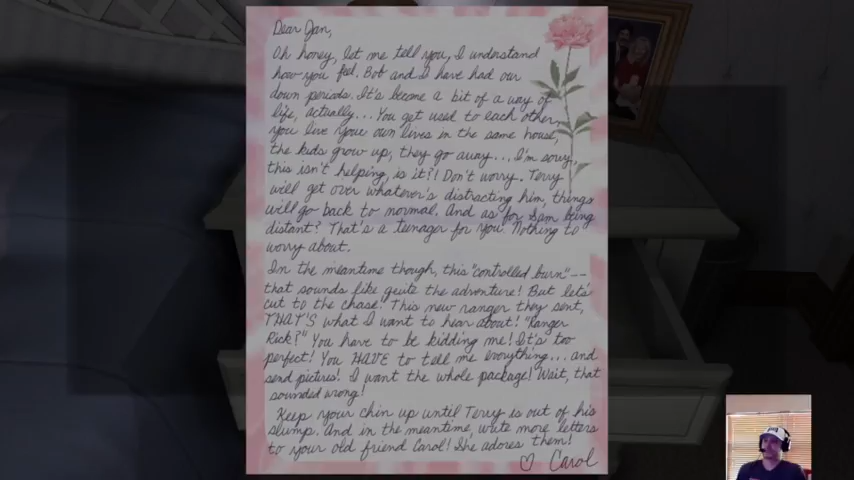 Dear Jan,
Oh honey, let me tell you, I understand
how you feel. Bob and I have had our
down periods. It's become a bit of a way of
life, actually... You get used to each other,
you live your own lives in the same house,
the kids grow up, they go away... I'm sorry,
this isn't helping, is it?! Don't worry. Terry
will get over whatever's distracting him, things
will go back to normal. And as for Sam being
distant? That's a teenager for you. Nothing to
worry about.
In the meantime though, this "controlled burn"--
that sounds like quite the adventure! But let's
cut to the chase! This new ranger they sent,
THAT'S what I want to hear about! "Ranger
Rick?" You have to be kidding me! It's too
perfect! You HAVE to tell me everything... and
send pictures! I want the whole package! Wait, that
sounded wrong!
Keep your chin up until Terry is out of his
slump. And in the meantime, write more letters
to your old friend Carol! She adores them!
♡ Carol